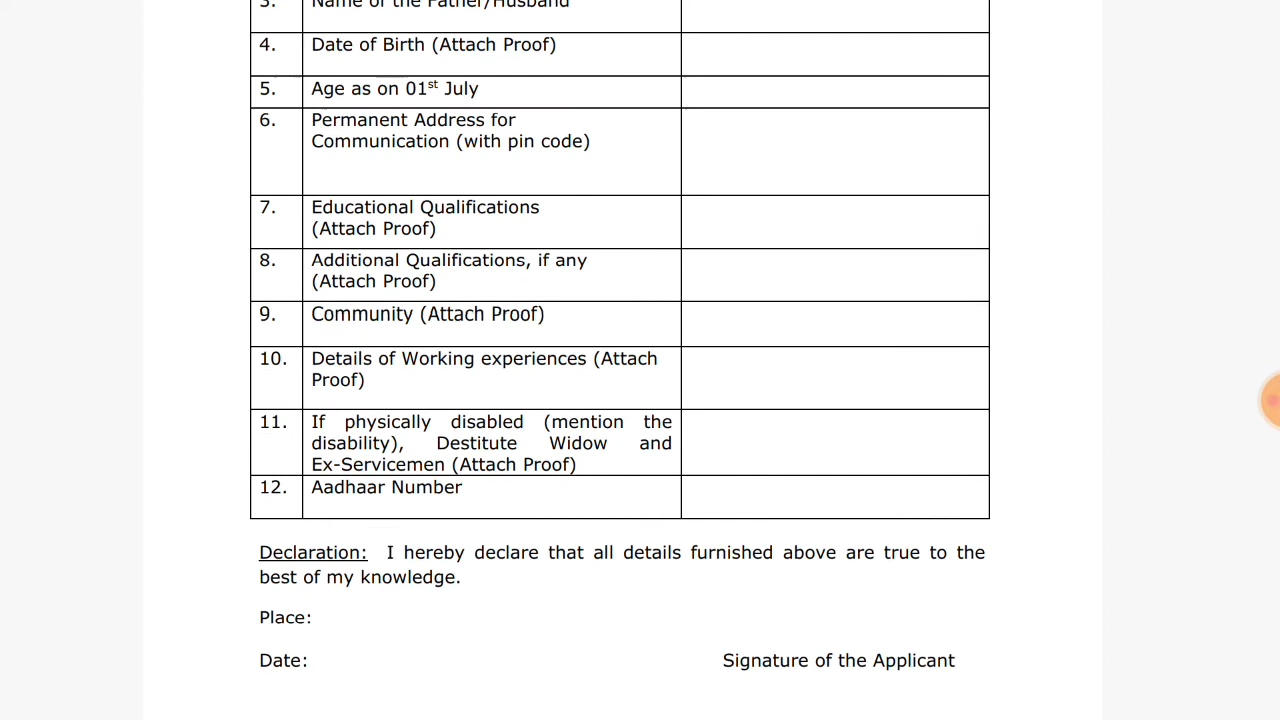 3. Name of the Father/Husband
4. Date of Birth (Attach Proof)
5. Age as on 01st July
6. Permanent Address for
Communication (with pin code)
7. Educational Qualifications
(Attach Proof)
8. Additional Qualifications, if any
(Attach Proof)
9. Community (Attach Proof)
10. Details of Working experiences (Attach
Proof)
11. If physically disabled (mention the
disability), Destitute Widow and
Ex-Servicemen (Attach Proof)
12. Aadhaar Number
Declaration: I hereby declare that all details furnished above are true to the
best of my knowledge.
Place:
Date: Signature of the Applicant